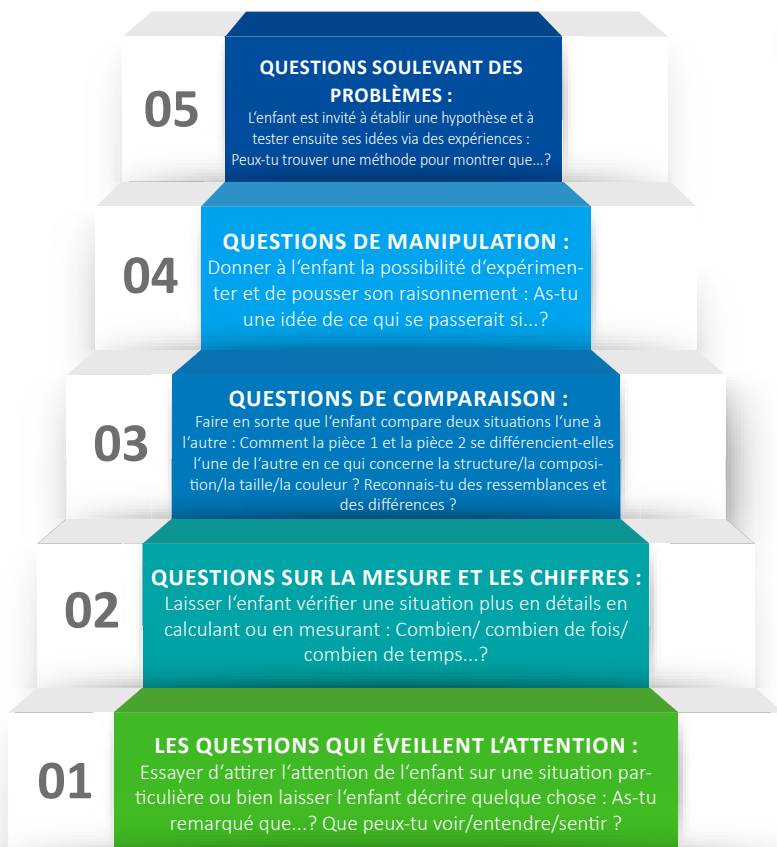 05
QUESTIONS SOULEVANT DES
PROBLÈMES :
L‘enfant est invité à établir une hypothèse et à
tester ensuite ses idées via des expériences :
Peux-tu trouver une méthode pour montrer que...?
04
QUESTIONS DE MANIPULATION :
Donner à l‘enfant la possibilité d‘expérimen-
ter et de pousser son raisonnement : As-tu
une idée de ce qui se passerait si...?
03
QUESTIONS DE COMPARAISON :
Faire en sorte que l‘enfant compare deux situations l‘une à
l‘autre : Comment la pièce 1 et la pièce 2 se différencient-elles
l‘une de l‘autre en ce qui concerne la structure/la composi-
tion/la taille/la couleur ? Reconnais-tu des ressemblances et
des différences ?
02
QUESTIONS SUR LA MESURE ET LES CHIFFRES :
Laisser l‘enfant vérifier une situation plus en détails en
calculant ou en mesurant : Combien/ combien de fois/
combien de temps...?
01
LES QUESTIONS QUI ÉVEILLENT L‘ATTENTION :
Essayer d‘attirer l‘attention de l‘enfant sur une situation par-
ticulière ou bien laisser l‘enfant décrire quelque chose : As-tu
remarqué que...? Que peux-tu voir/entendre/sentir ?